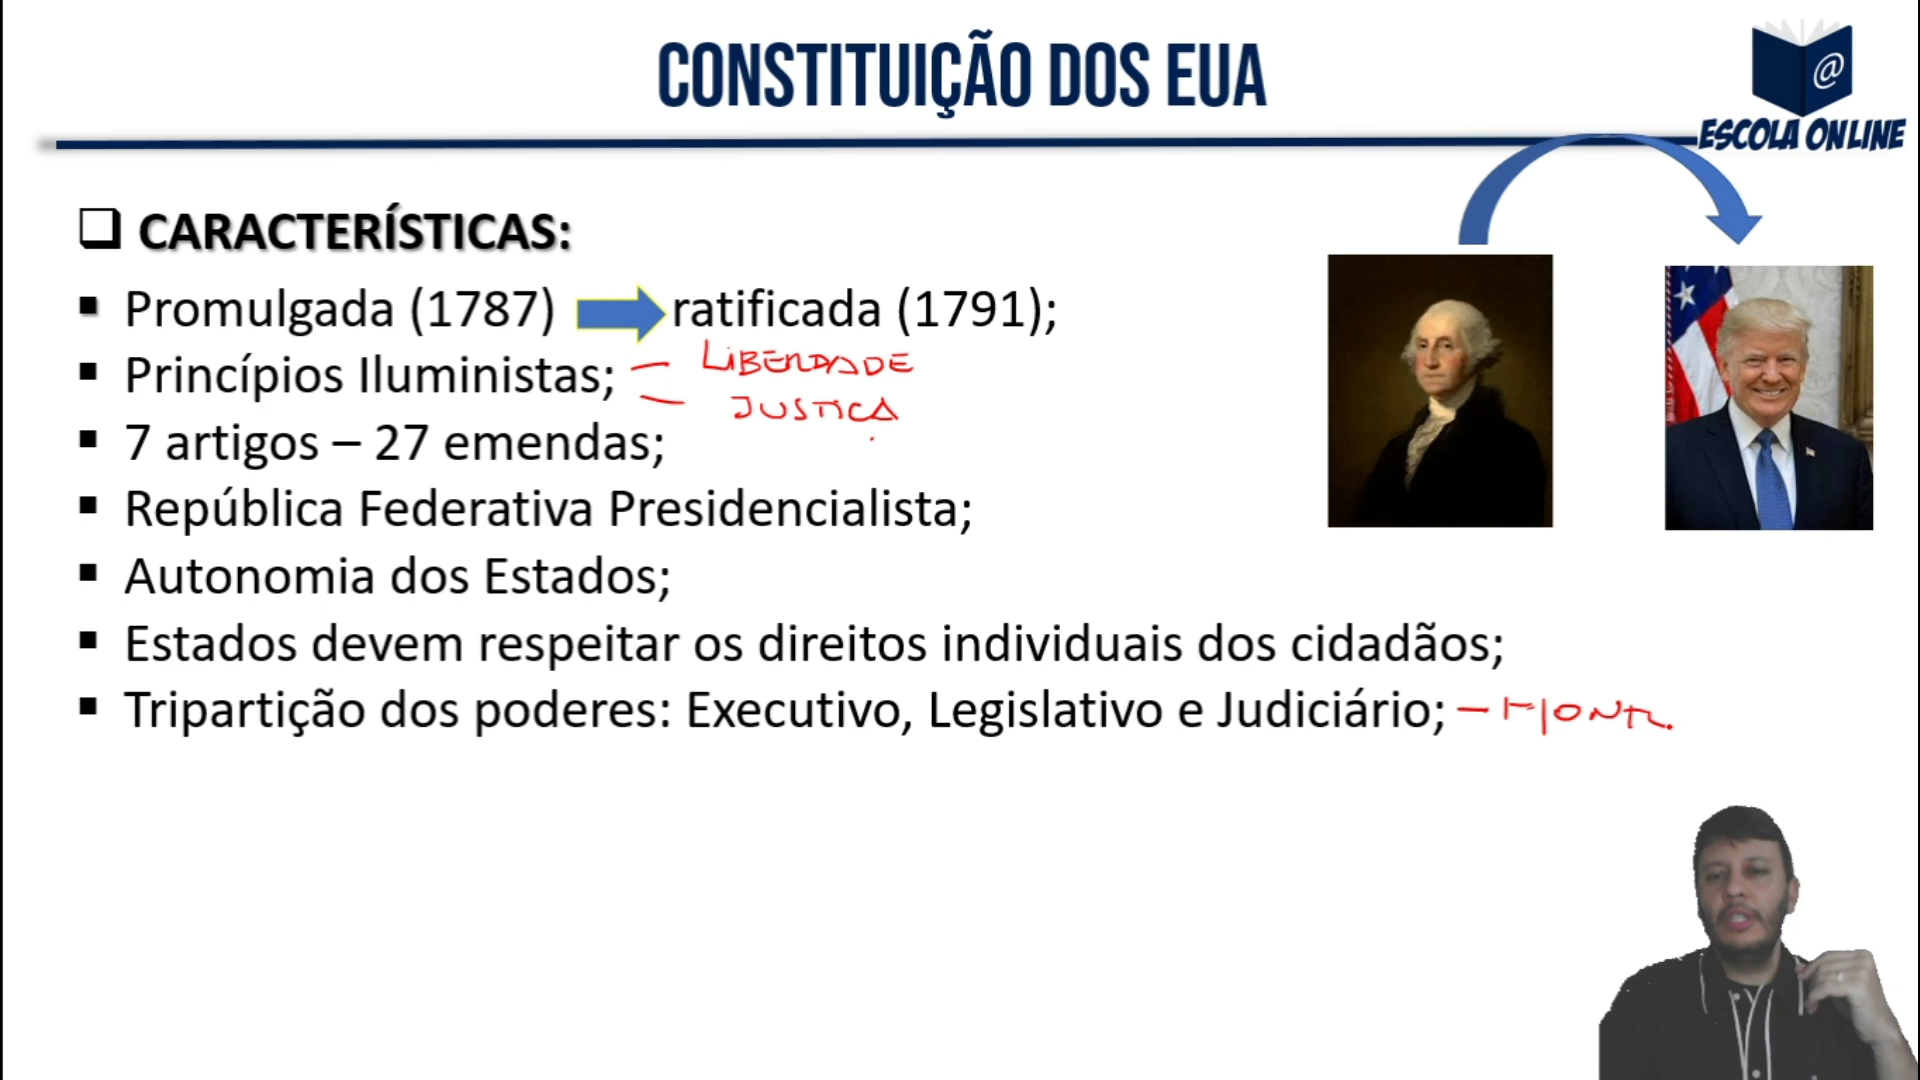 CONSTITUIÇÃO DOS EUA
@
ESCOLA ONLINE
CARACTERÍSTICAS:
Promulgada (1787) ratificada (1791);
Princípios Iluministas; – LIBERDADE
– JUSTIÇA
7 artigos – 27 emendas;
República Federativa Presidencialista;
Autonomia dos Estados;
Estados devem respeitar os direitos individuais dos cidadãos;
Tripartição dos poderes: Executivo, Legislativo e Judiciário; – MONT.